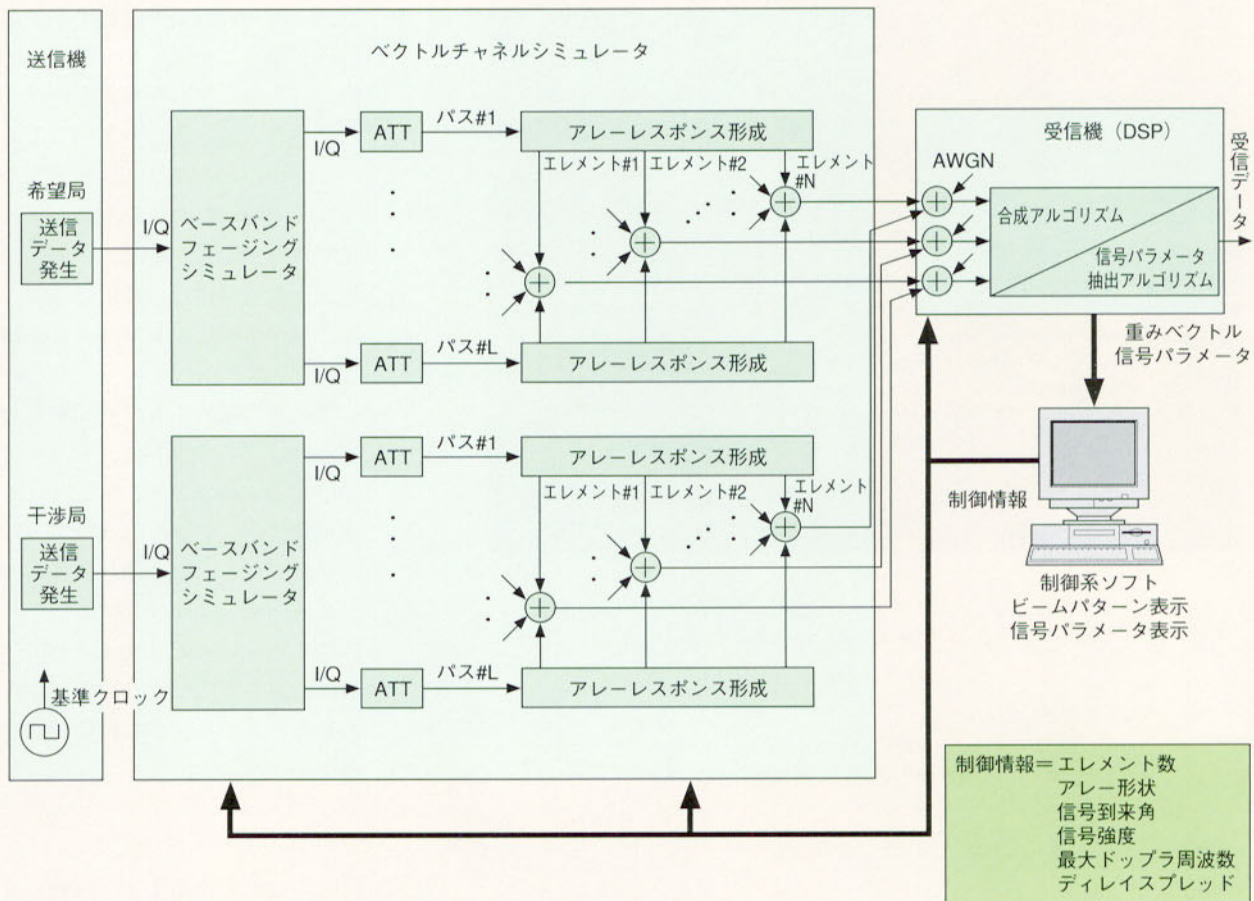 送信機
ベクトルチャネルシミュレータ
希望局
送信
データ
発生
I/Q
ベースバンド
フェージング
シミュレータ
I/Q
ATT
パス#1
アレーレスポンス形成
エレメント#1
エレメント#2
エレメント
#N
I/Q
ATT
パス#L
アレーレスポンス形成
干渉局
送信
データ
発生
I/Q
ベースバンド
フェージング
シミュレータ
I/Q
ATT
パス#1
アレーレスポンス形成
エレメント#1
エレメント#2
エレメント
#N
I/Q
ATT
パス#L
アレーレスポンス形成
基準クロック
受信機(DSP)
AWGN
合成アルゴリズム
信号パラメータ
抽出アルゴリズム
受信データ
重みベクトル
信号パラメータ
制御情報
制御系ソフト
ビームパターン表示
信号パラメータ表示
制御情報=エレメント数
アレー形状
信号到来角
信号強度
最大ドップラ周波数
ディレイスプレッド